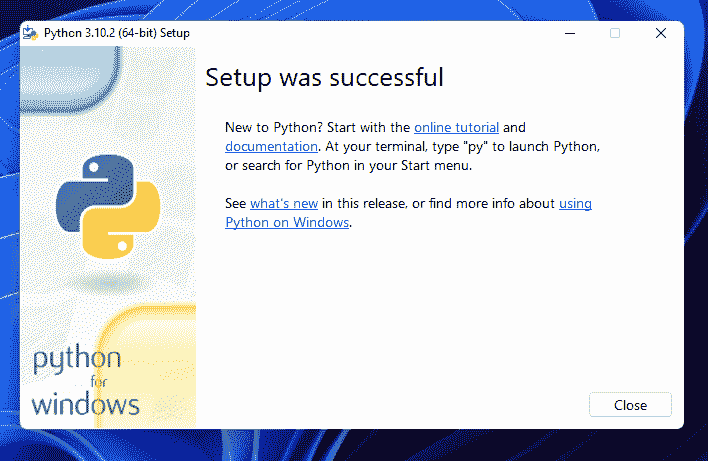 Python 3.10.2 (64-bit) Setup
Setup was successful
New to Python? Start with the online tutorial and
documentation. At your terminal, type "py" to launch Python,
or search for Python in your Start menu.
See what's new in this release, or find more info about using
Python on Windows.
python
for
windows
Close